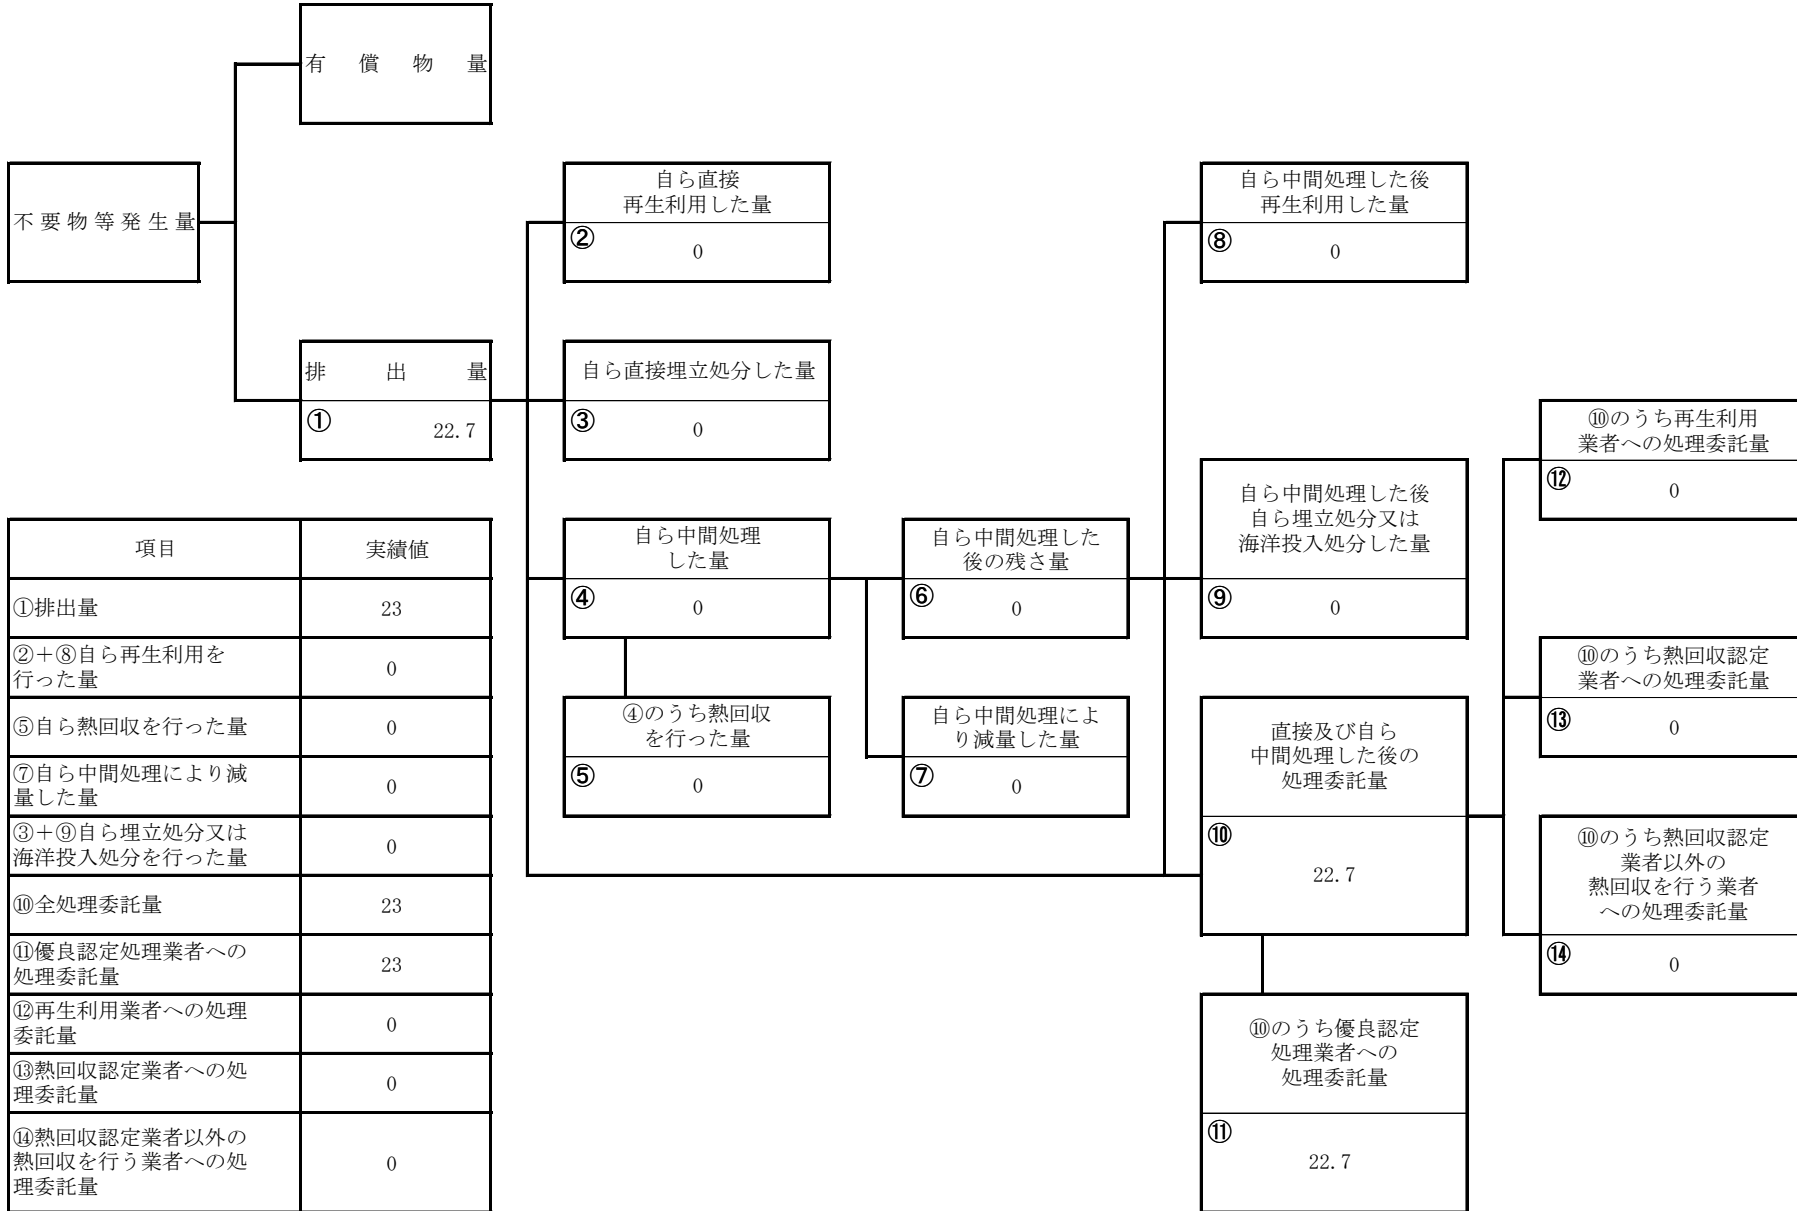 有償物量
不要物等発生量
排出量
①
22.7
自ら直接
再生利用した量
②
0
自ら直接埋立処分した量
③
0
自ら中間処理
した量
④
0
④のうち熱回収
を行った量
⑤
0
自ら中間処理した
後の残さ量
⑥
0
自ら中間処理によ
り減量した量
⑦
0
自ら中間処理した後
再生利用した量
⑧
0
自ら中間処理した後
自ら埋立処分又は
海洋投入処分した量
⑨
0
直接及び自ら
中間処理した後の
処理委託量
⑩
22.7
⑩のうち優良認定
処理業者への
処理委託量
⑪
22.7
⑩のうち再生利用
業者への処理委託量
⑫
0
⑩のうち熱回収認定
業者への処理委託量
⑬
0
⑩のうち熱回収認定
業者以外の
熱回収を行う業者
への処理委託量
⑭
0
項目 実績値
①排出量 23
②＋⑧自ら再生利用を
行った量 0
⑤自ら熱回収を行った量 0
⑦自ら中間処理により減
量した量 0
③＋⑨自ら埋立処分又は
海洋投入処分を行った量 0
⑩全処理委託量 23
⑪優良認定処理業者への
処理委託量 23
⑫再生利用業者への処理
委託量 0
⑬熱回収認定業者への処
理委託量 0
⑭熱回収認定業者以外の
熱回収を行う業者への処
理委託量 0